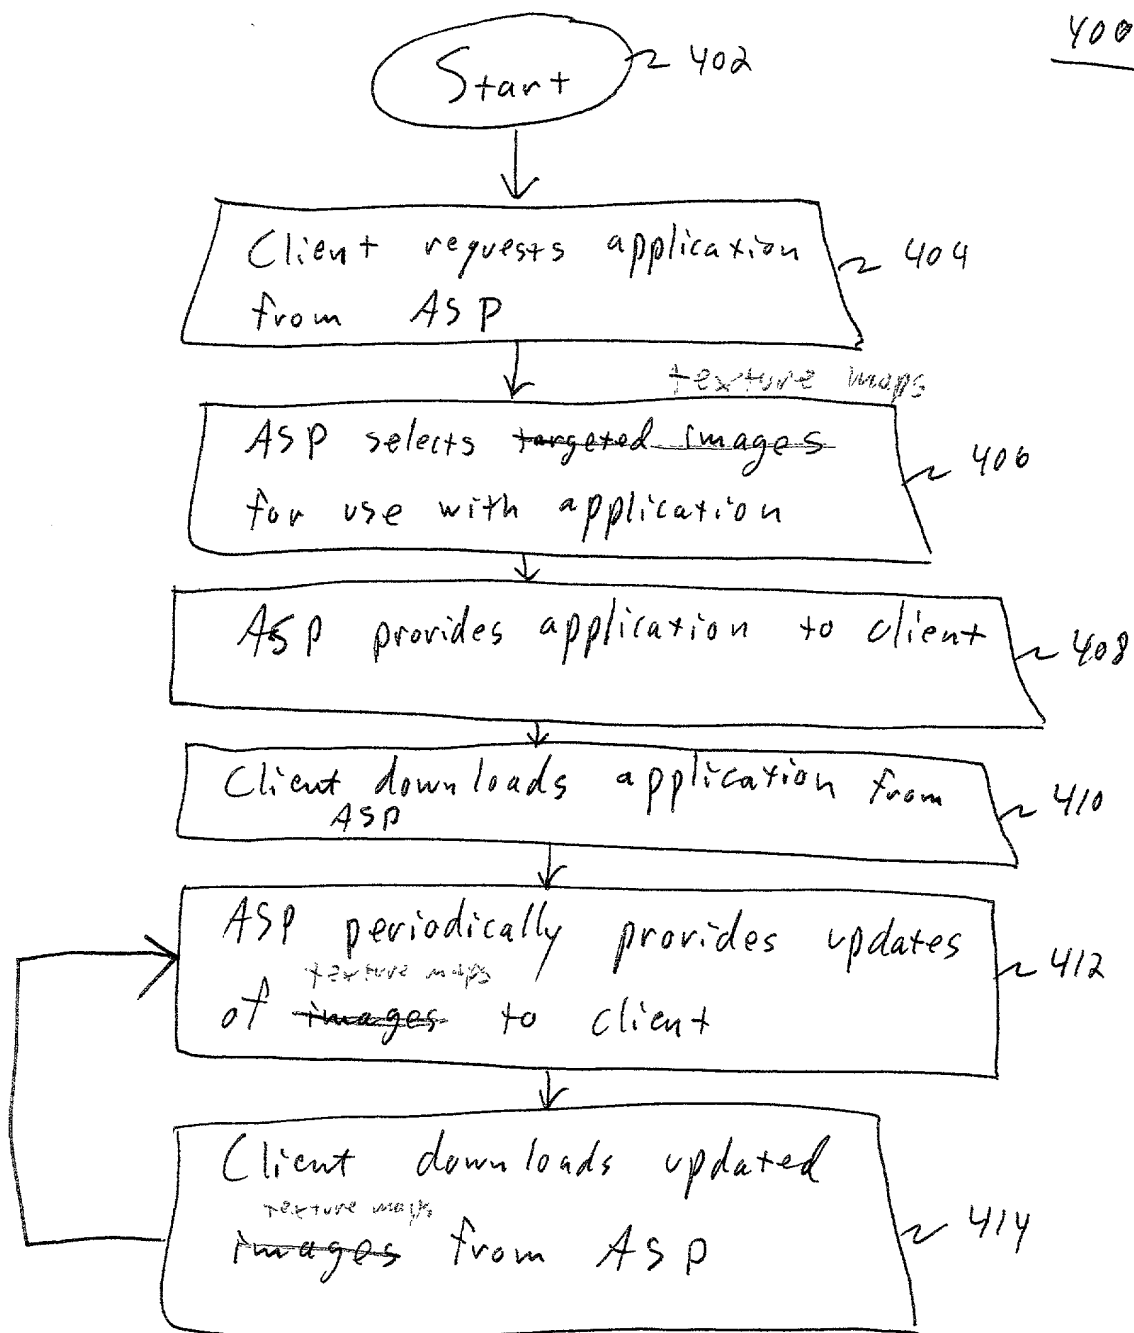 400
Start 402
Client requests application 404
from ASP
texture maps
ASP selects targeted images 406
for use with application
ASP provides application to client 408
Client downloads application from 410
ASP
ASP periodically provides updates 412
texture maps
of images to client
Client downloads updated
texture maps
images from ASP 414